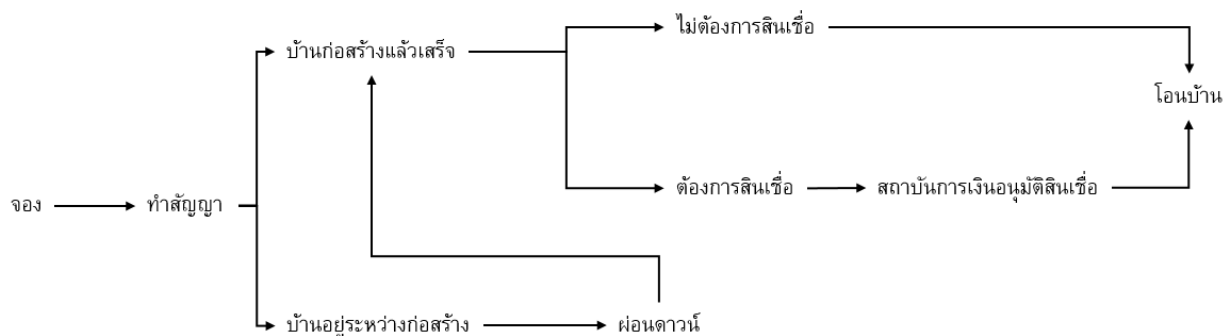 ไม่ต้องการสินเชื่อ
บ้านก่อสร้างแล้วเสร็จ
โอนบ้าน
ต้องการสินเชื่อ
สถาบันการเงินอนุมัติสินเชื่อ
จอง
ทำสัญญา
บ้านอยู่ระหว่างก่อสร้าง
ผ่อนดาวน์